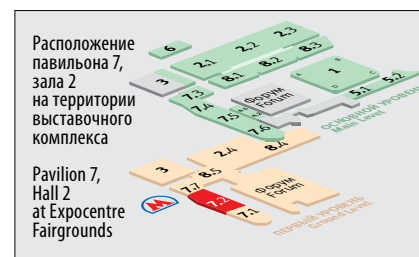 Расположение
павильона 7,
зала 2
на территории
выставочного
комплекса
Pavilion 7,
Hall 2
at Expocentre
Fairgrounds
6
2.1
2.2
2.3
3
8.1
8.2
8.3
1
A
B
C
D
5.2
5.1
7.3
7.4
7.5
7.6
Форум
Forum
ОСНОВНОЙ УРОВЕНЬ
Main Level
3
2.4
8.4
8.5
7.7
7.2
7.1
Форум
Forum
ПЕРВЫЙ УРОВЕНЬ
Ground Level
М